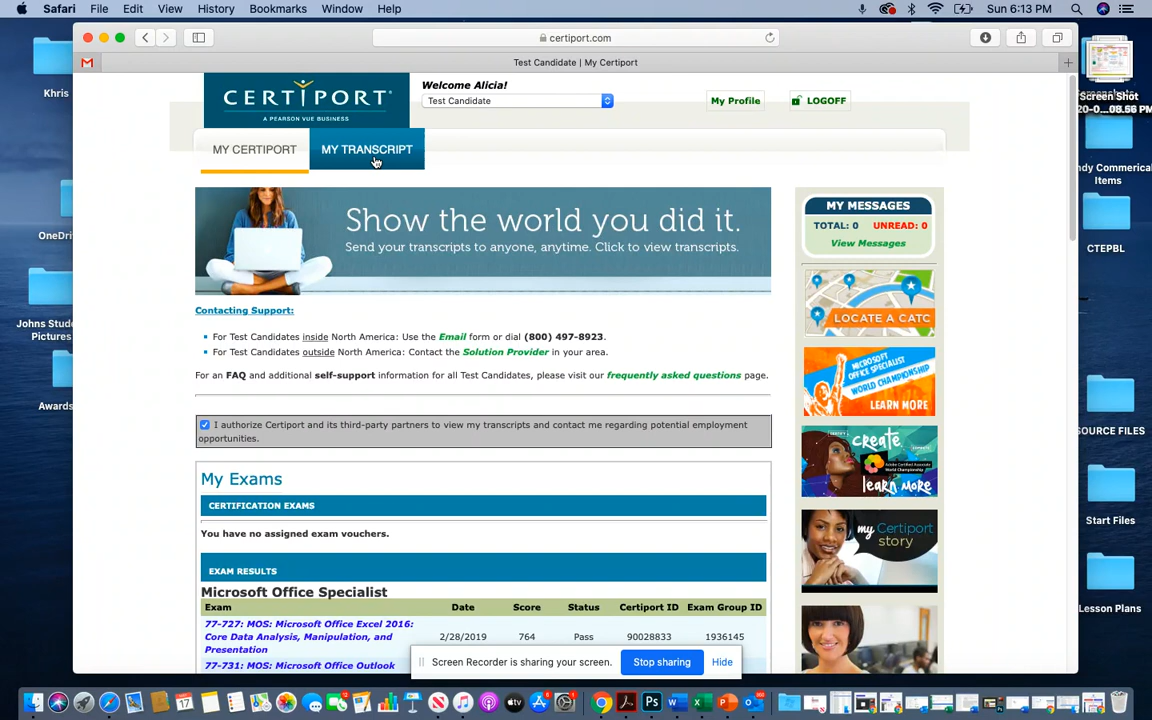 Safari File Edit View History Bookmarks Window Help Sun 6:13 PM
certiport.com
Test Candidate | My Certiport
CERTIPORT
A PEARSON VUE BUSINESS
Welcome Alicia!
Test Candidate
My Profile
LOGOFF
MY CERTIPORT
MY TRANSCRIPT
Show the world you did it.
Send your transcripts to anyone, anytime. Click to view transcripts.
Contacting Support:
For Test Candidates inside North America: Use the Email form or dial (800) 497-8923.
For Test Candidates outside North America: Contact the Solution Provider in your area.
For an FAQ and additional self-support information for all Test Candidates, please visit our frequently asked questions page.
I authorize Certiport and its third-party partners to view my transcripts and contact me regarding potential employment
opportunities.
My Exams
CERTIFICATION EXAMS
You have no assigned exam vouchers.
EXAM RESULTS
Microsoft Office Specialist
Exam Date Score Status Certiport ID Exam Group ID
77-727: MOS: Microsoft Office Excel 2016:
Core Data Analysis, Manipulation, and
Presentation
2/28/2019 764 Pass 90028833 1936145
77-731: MOS: Microsoft Office Outlook
MY MESSAGES
TOTAL: 0 UNREAD: 0
View Messages
LOCATE A CATC
MICROSOFT
OFFICE SPECIALIST
WORLD CHAMPIONSHIP
LEARN MORE
create
Adobe Certified Associate
World Championship
learn more
my Certiport
story
Screen Recorder is sharing your screen.
Stop sharing
Hide
Khris
OneDri
Johns Stude
Pictures
Awards
Screen Shot
20-0...08.56 PM
ndy Commerical
Items
CTEPBL
SOURCE FILES
Start Files
Lesson Plans